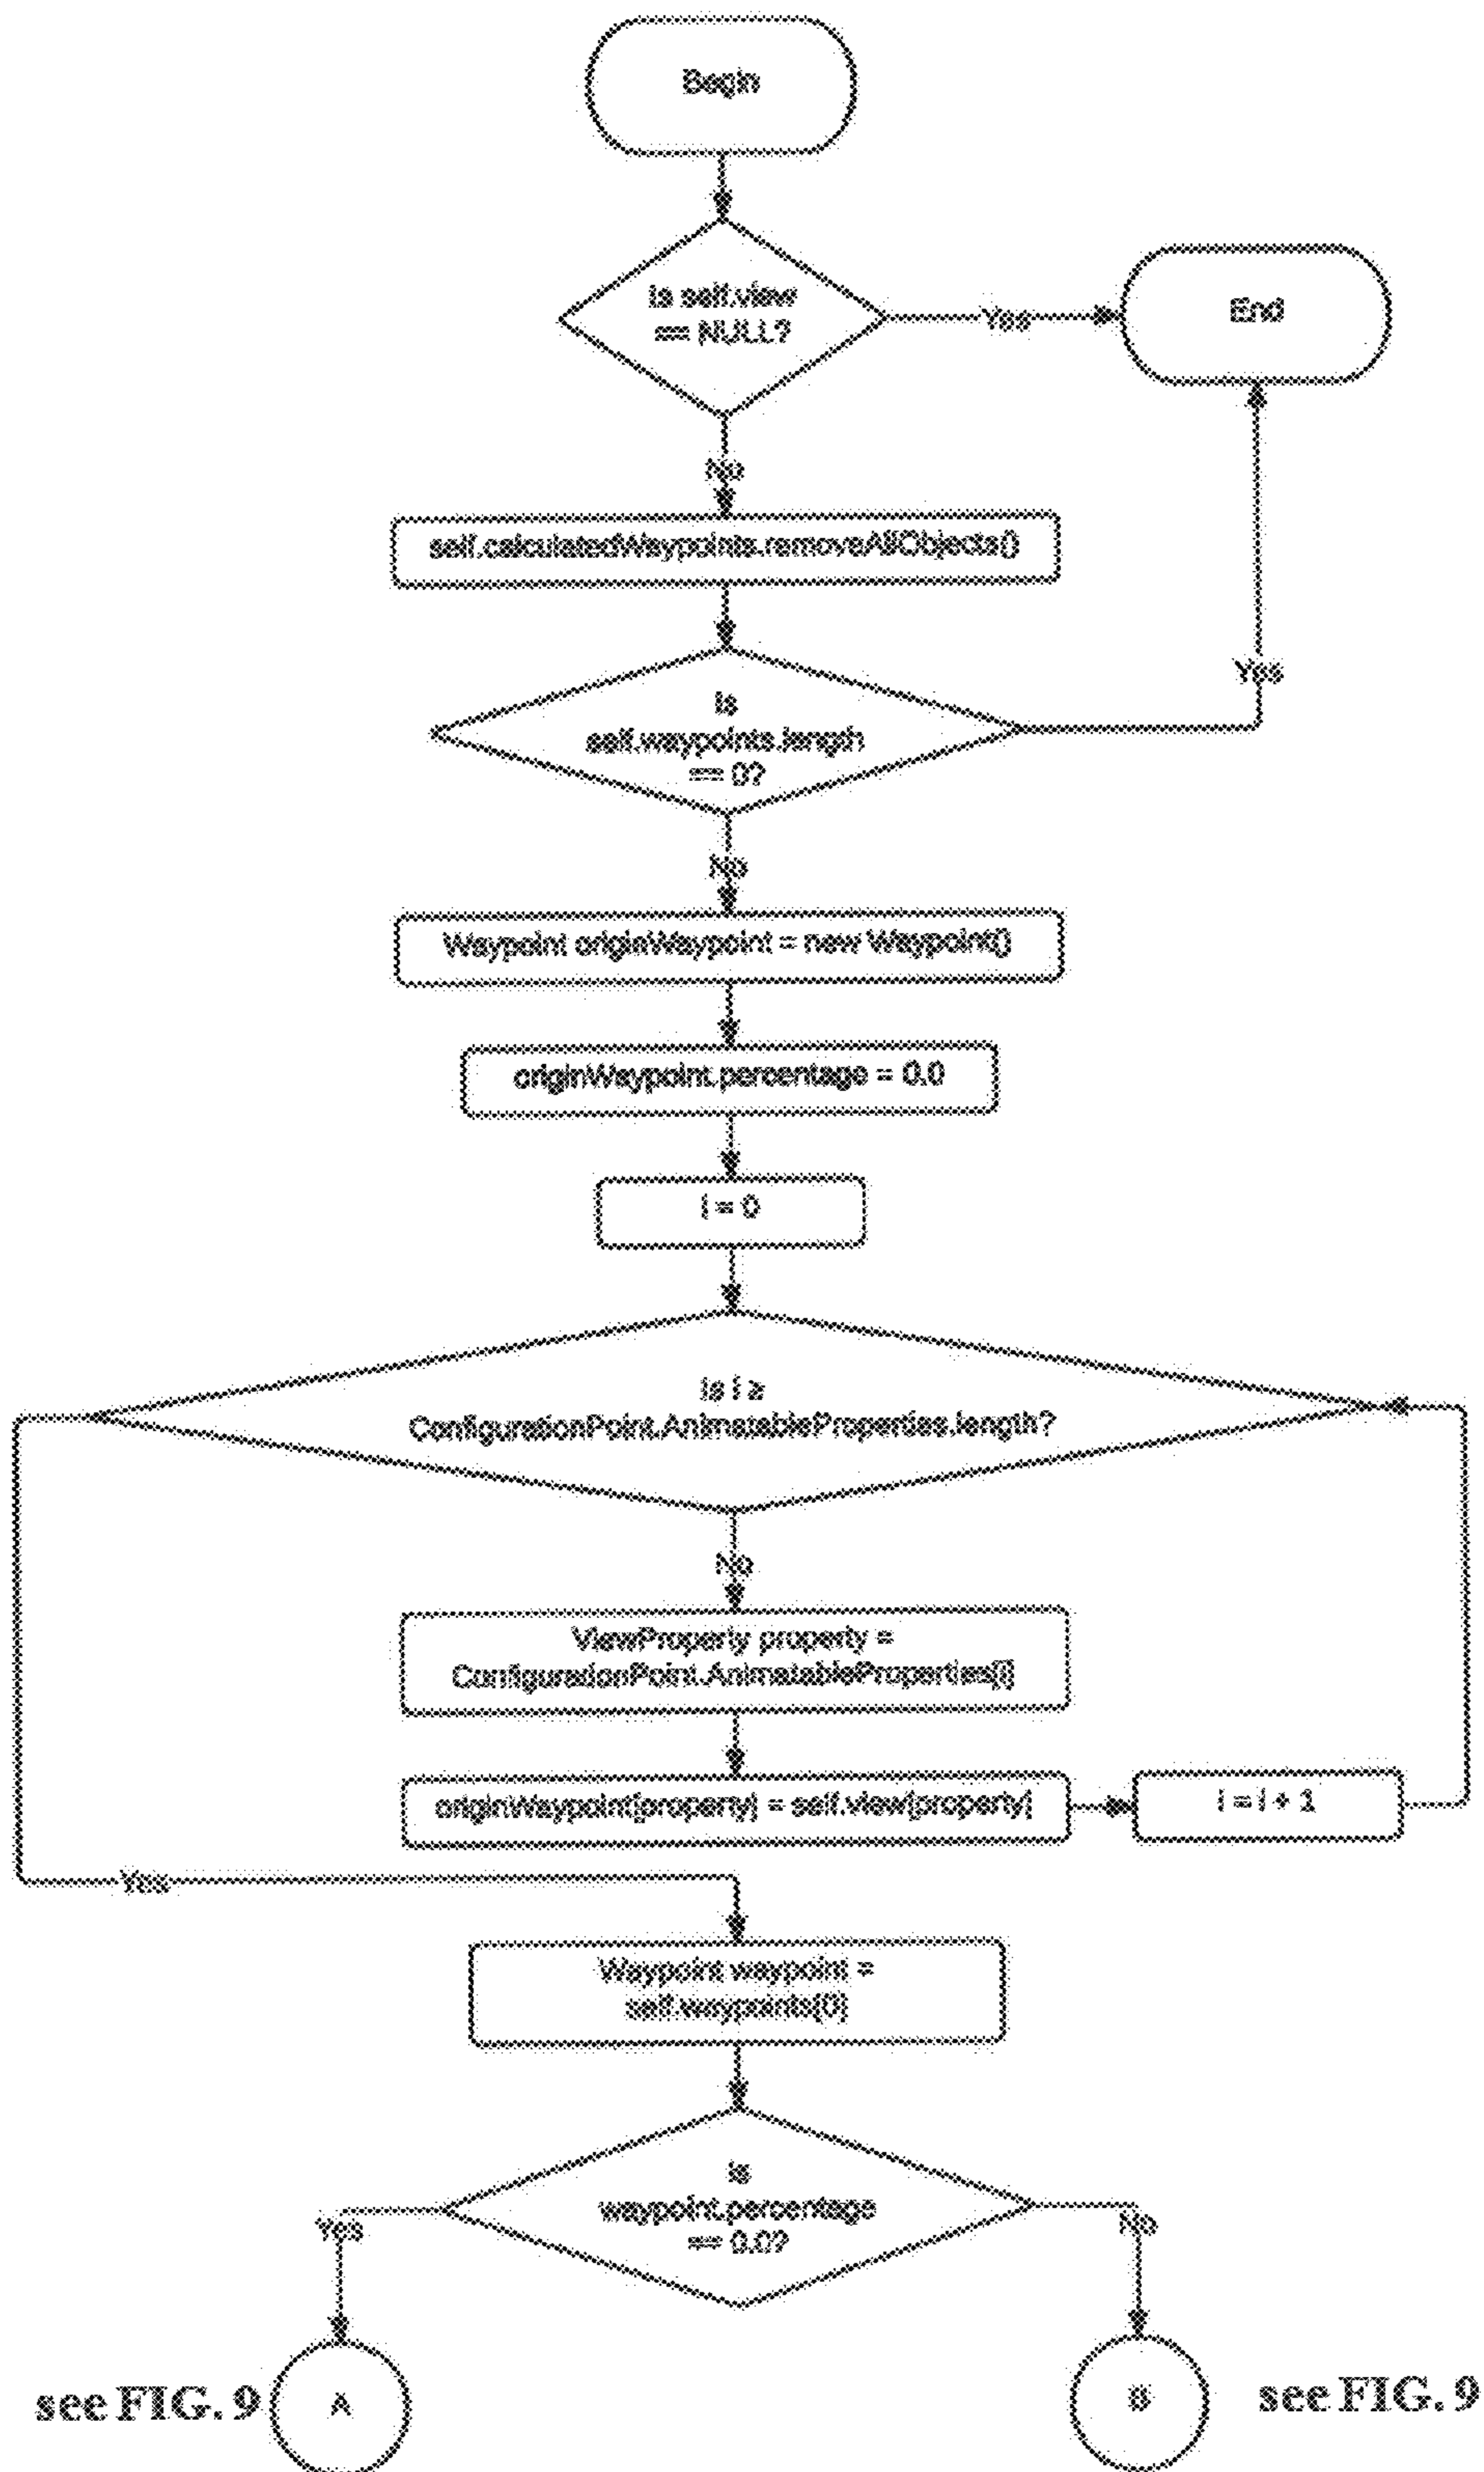 Begin
is self.view
== NULL?
Yes
End
No
self.calculatedWaypoints.removeAllObjects()
Yes
is
self.waypoints.length
== 0?
No
Waypoint originWaypoint = new Waypoint()
originWaypoint.percentage = 0.0
i = 0
is i ≥
ConfigurationPoint.AnimatableProperties.length?
No
ViewProperty property =
ConfigurationPoint.AnimatableProperties[i]
originWaypoint[property] = self.view[property]
i = i + 1
Yes
Waypoint waypoint =
self.waypoints[0]
is
waypoint.percentage
== 0.0?
Yes
No
see FIG. 9
A
B
see FIG. 9